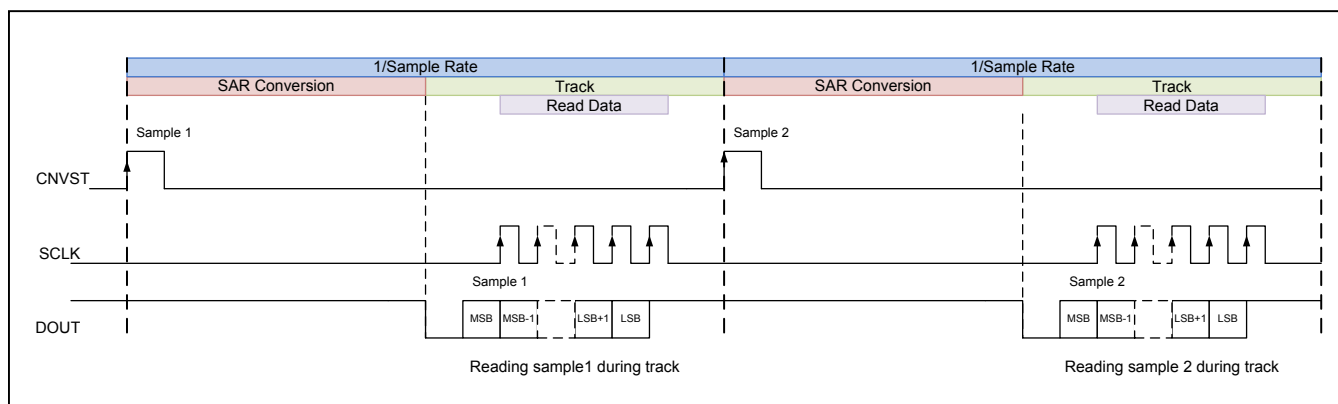 1/Sample Rate
1/Sample Rate
SAR Conversion
Track
SAR Conversion
Track
Read Data
Read Data
Sample 1
Sample 2
CNVST
SCLK
Sample 1
Sample 2
DOUT
MSB
MSB-1
LSB+1
LSB
MSB
MSB-1
LSB+1
LSB
Reading sample1 during track
Reading sample 2 during track